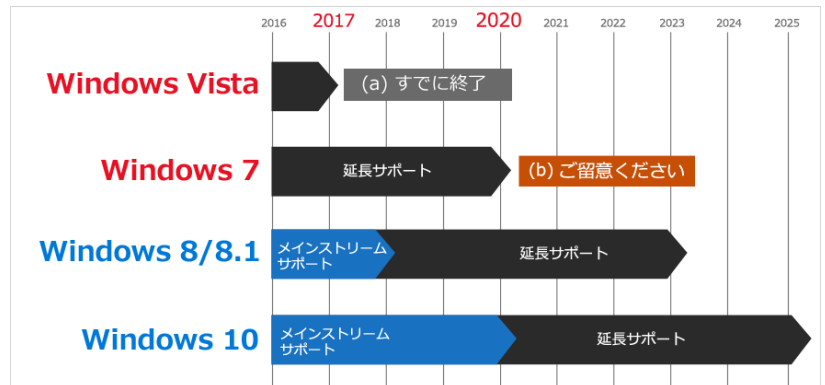 2016 2017 2018 2019 2020 2021 2022 2023 2024 2025
Windows Vista
(a) すでに終了
Windows 7
延長サポート
(b) ご留意ください
Windows 8/8.1
メインストリーム
サポート
延長サポート
Windows 10
メインストリーム
サポート
延長サポート